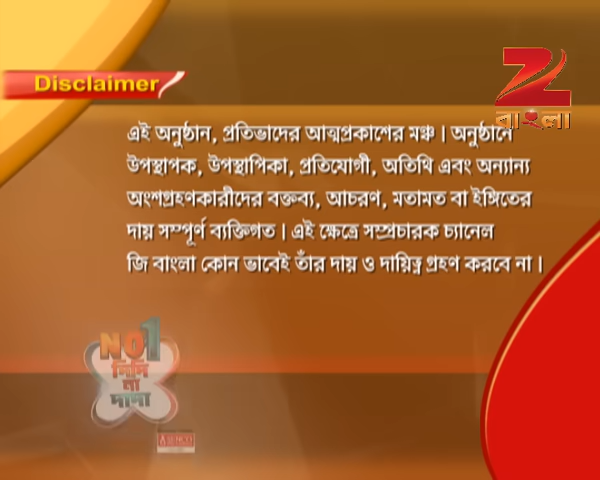 Disclaimer
Z
বাংলা
এই অনুষ্ঠান, প্রতিভাদের আত্মপ্রকাশের মঞ্চ | অনুষ্ঠানে
উপস্থাপক, উপস্থাপিকা, প্রতিযোগী, অতিথি এবং অন্যান্য
অংশগ্রহণকারীদের বক্তব্য, আচরণ, মতামত বা ইঙ্গিতের
দায় সম্পূর্ণ ব্যক্তিগত | এই ক্ষেত্রে সম্প্রচারক চ্যানেল
জি বাংলা কোন ভাবেই তাঁর দায় ও দায়িত্ব গ্রহণ করবে না |
NO1
দিদি
না
দাদা
SENCO